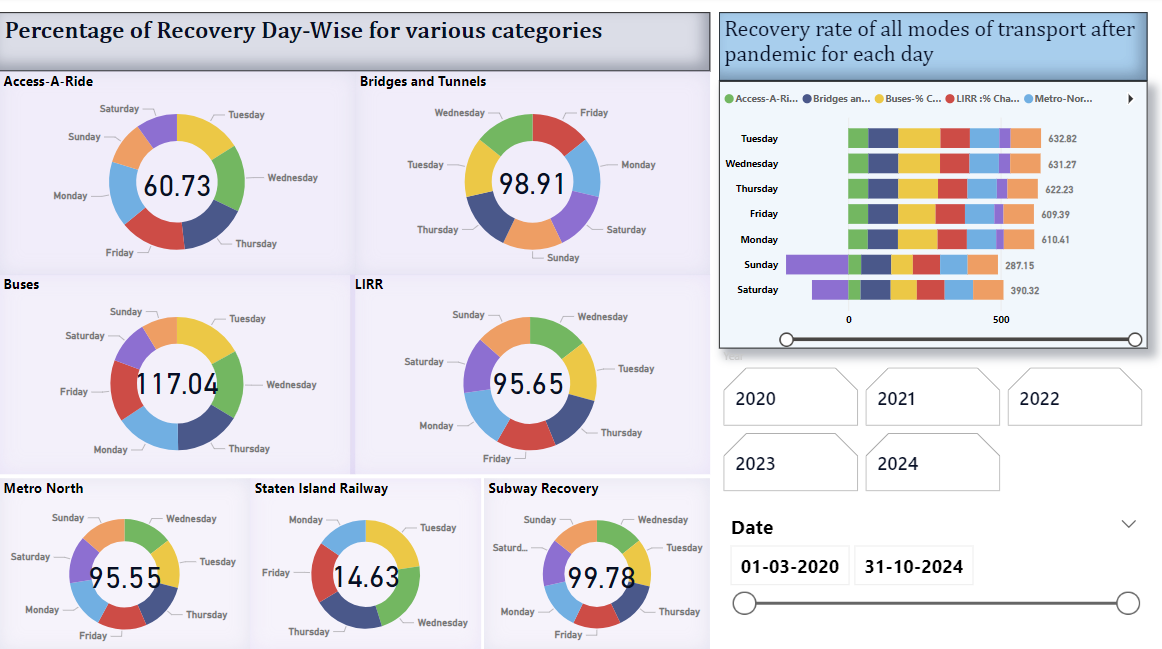 Percentage of Recovery Day-Wise for various categories
Access-A-Ride
Saturday
Tuesday
Sunday
Wednesday
60.73
Monday
Thursday
Friday
Bridges and Tunnels
Wednesday
Friday
Tuesday
Monday
98.91
Thursday
Saturday
Sunday
Buses
Sunday
Tuesday
Saturday
117.04
Wednesday
Friday
Monday
Thursday
LIRR
Sunday
Wednesday
Saturday
Tuesday
95.65
Monday
Thursday
Friday
Metro North
Sunday
Wednesday
Saturday
Tuesday
95.55
Monday
Thursday
Friday
Staten Island Railway
Monday
Tuesday
Friday
14.63
Wednesday
Thursday
Subway Recovery
Sunday
Wednesday
Saturd...
Tuesday
99.78
Monday
Thursday
Friday
Recovery rate of all modes of transport after
pandemic for each day
Access-A-Ri... Bridges an... Buses-% C... LIRR :% Cha... Metro-Nor...
Tuesday 632.82
Wednesday 631.27
Thursday 622.23
Friday 609.39
Monday 610.41
Sunday 287.15
Saturday 390.32
0 500
Year
2020 2021 2022
2023 2024
Date
01-03-2020 31-10-2024